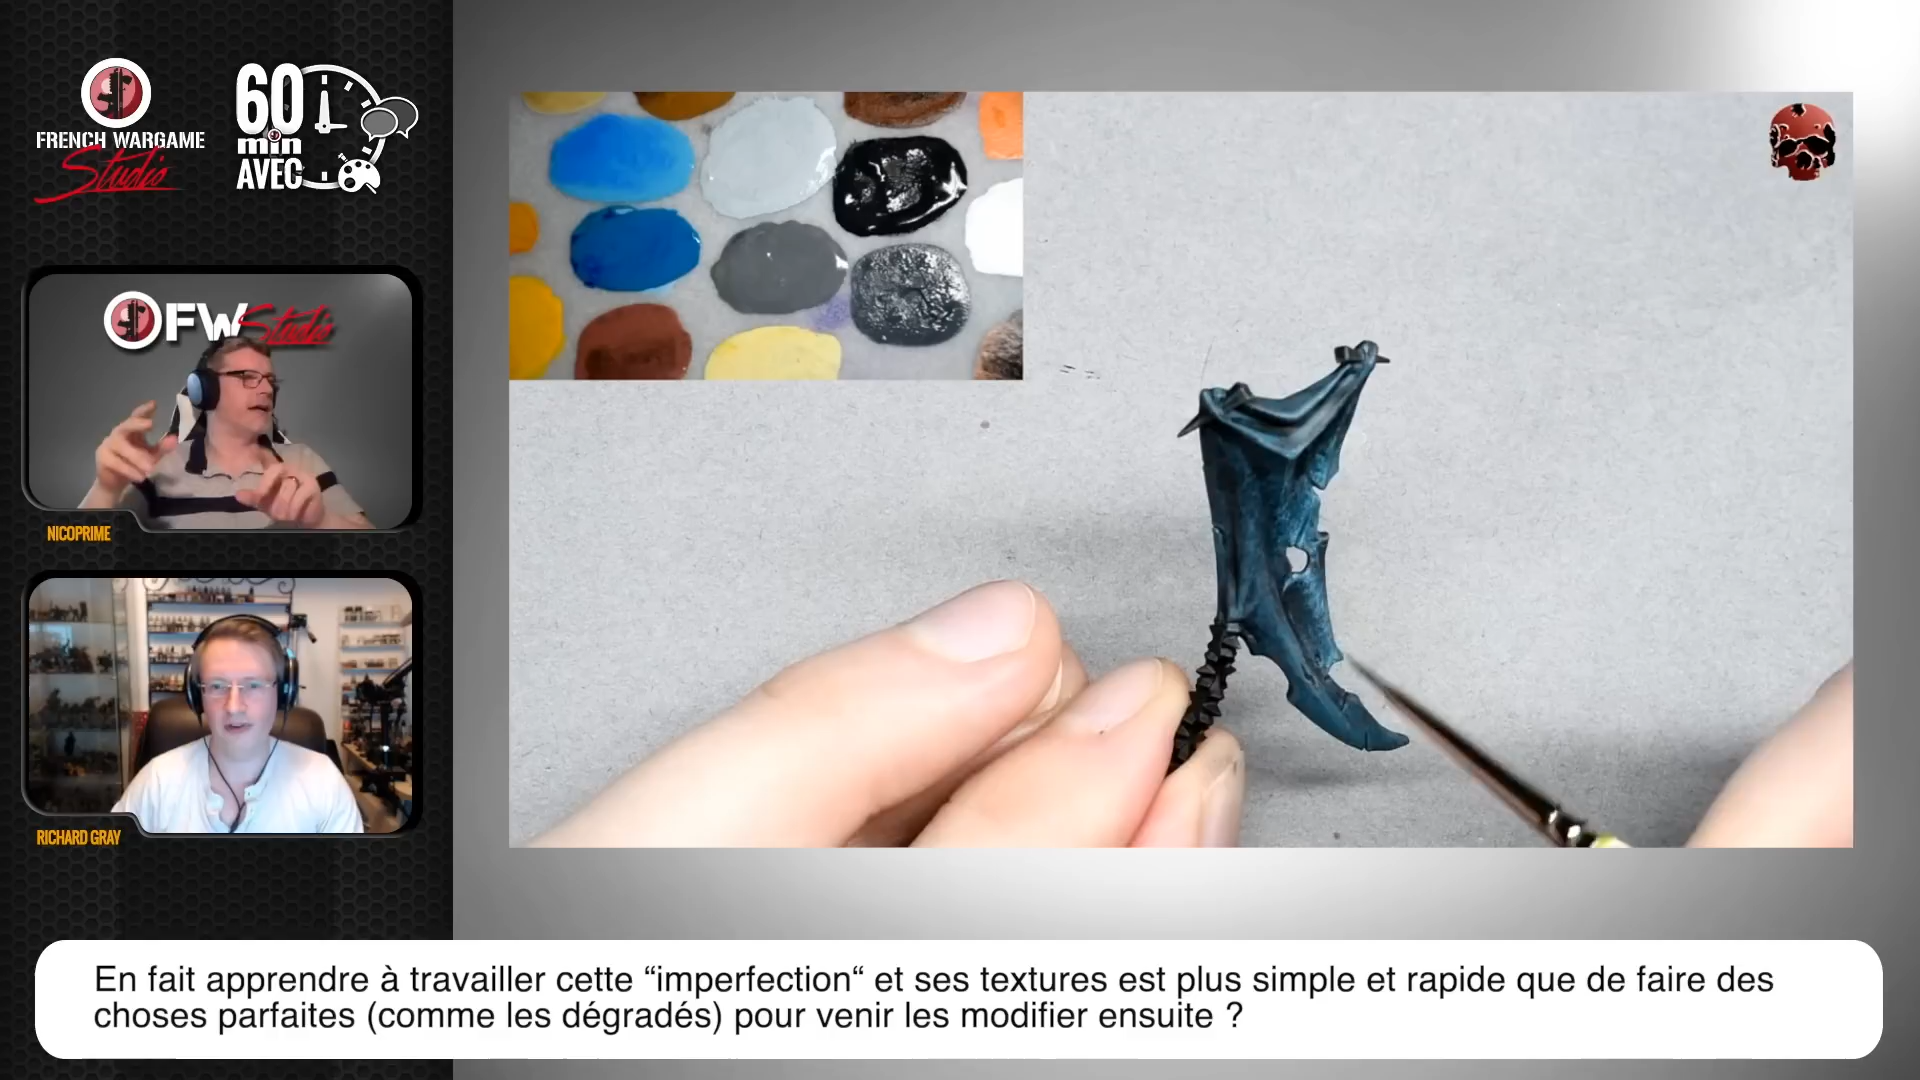 FRENCH WARGAME
Studio
60
min
AVEC
FW Studio
NICOPRIME
RICHARD GRAY
En fait apprendre à travailler cette “imperfection“ et ses textures est plus simple et rapide que de faire des
choses parfaites (comme les dégradés) pour venir les modifier ensuite ?